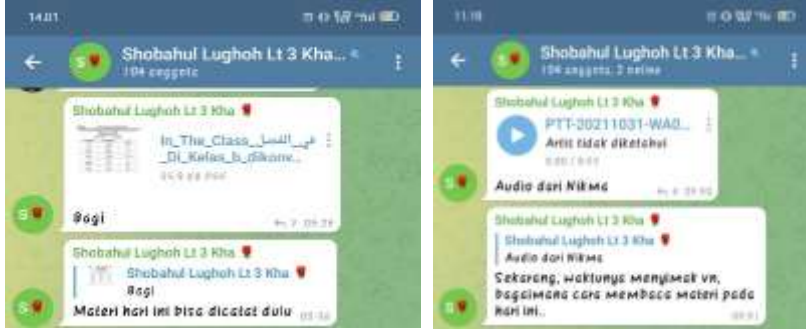 14.01
Shobahul Lughoh Lt 3 Kha...
104 anggota
Shobahul Lughoh Lt 3 Kha
In_The_Class_في_الفصل_
_Di_Kelas_b_dikonv...
Bagi
Shobahul Lughoh Lt 3 Kha
Shobahul Lughoh Lt 3 Kha
Bagi
Materi hari ini bisa dicatat dulu
11.18
Shobahul Lughoh Lt 3 Kha...
104 anggota, 2 online
Shobahul Lughoh Lt 3 Kha
PTT-20211031-WA0...
Artis tidak diketahui
Audio dari Nikma
Shobahul Lughoh Lt 3 Kha
Shobahul Lughoh Lt 3 Kha
Audio dari Nikma
Sekarang, waktunya menyimak vn,
bagaimana cara membaca materi pada
hari ini..